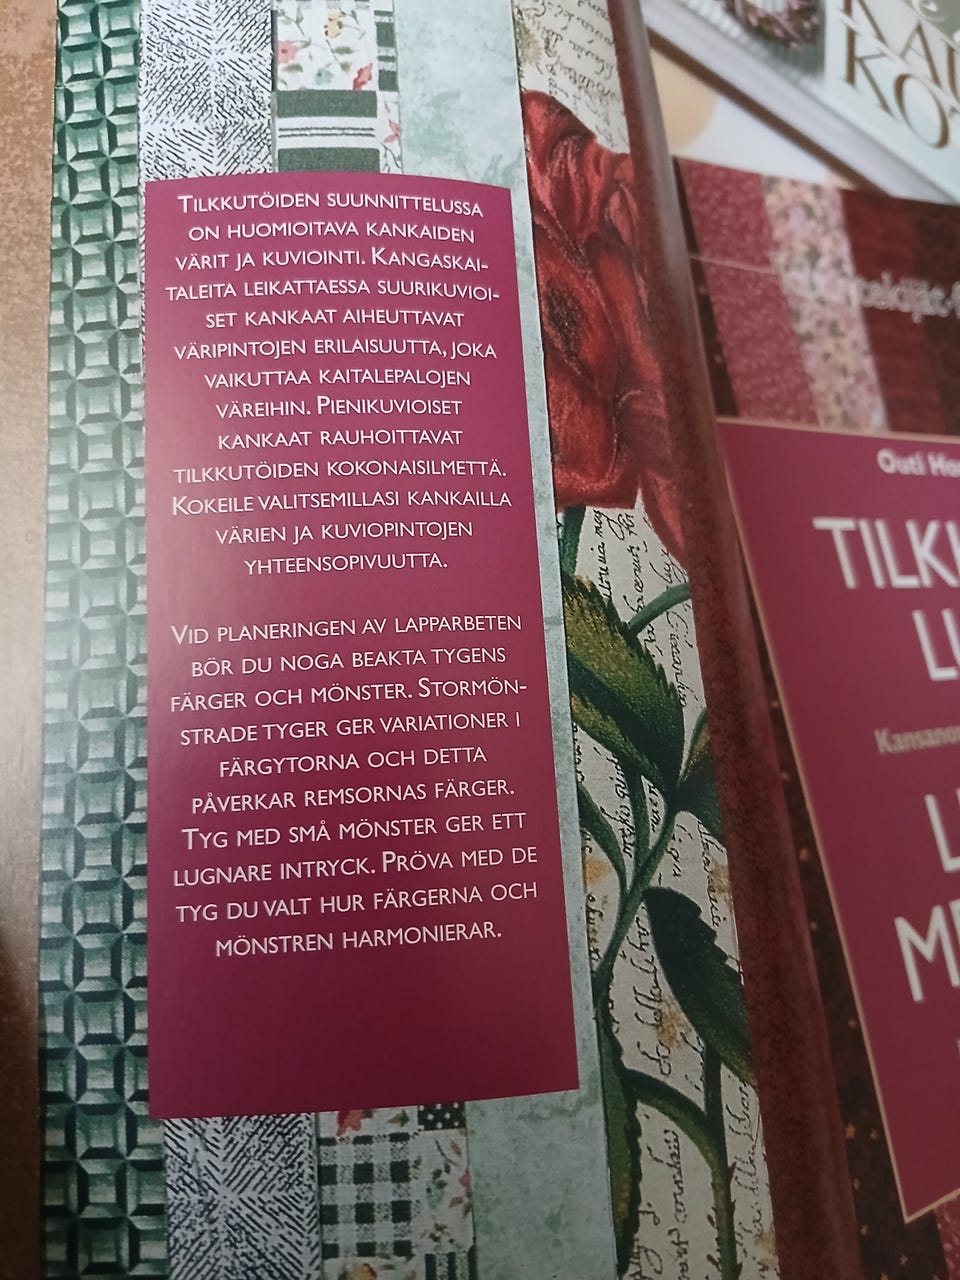 TILKKUTÖIDEN SUUNNITTELUSSA
ON HUOMIOITAVA KANKAIDEN
VÄRIT JA KUVIOINTI. KANGASKAI-
TALEITA LEIKATTAESSA SUURIKUVIOI-
SET KANKAAT AIHEUTTAVAT
VÄRIPINTOJEN ERILAISUUTTA, JOKA
VAIKUTTAA KAITALEPALOJEN
VÄREIHIN. PIENIKUVIOISET
KANKAAT RAUHOITTAVAT
TILKKUTÖIDEN KOKONAISILMETTÄ.
KOKEILE VALITSEMILLASI KANKAILLA
VÄRIEN JA KUVIOPINTOJEN
YHTEENSOPIVUUTTA.
VID PLANERINGEN AV LAPPARBETEN
BÖR DU NOGA BEAKTA TYGENS
FÄRGER OCH MÖNSTER. STORMÖN-
STRADE TYGER GER VARIATIONER I
FÄRGYTORNA OCH DETTA
PÅVERKAR REMSORNAS FÄRGER.
TYG MED SMÅ MÖNSTER GER ETT
LUGNARE INTRYCK. PRÖVA MED DE
TYG DU VALT HUR FÄRGERNA OCH
MÖNSTREN HARMONIERAR.
KO
Outi
TILK